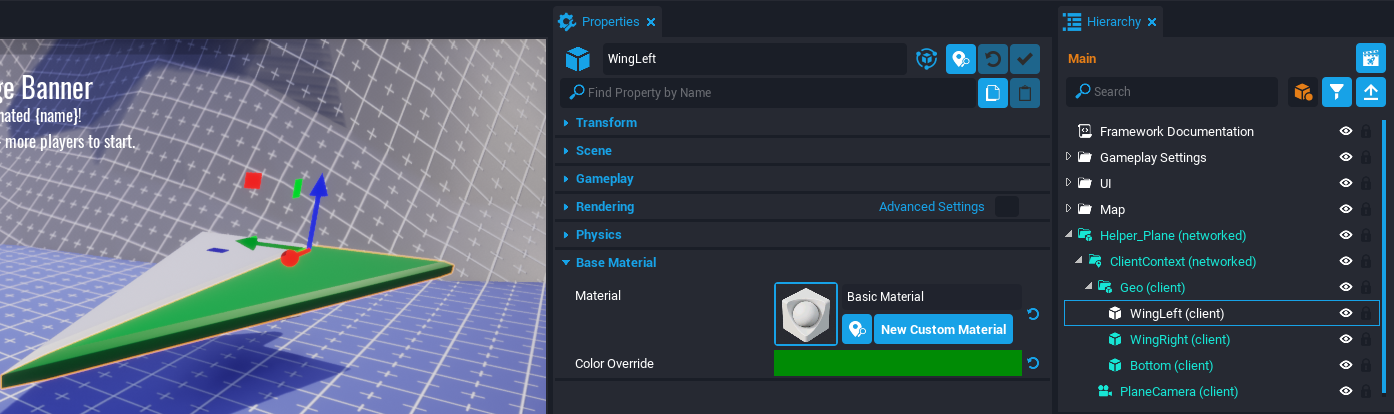 ge Banner
nated {name}!
more players to start.
Properties
WingLeft
Find Property by Name
Transform
Scene
Gameplay
Rendering
Advanced Settings
Physics
Base Material
Material
Basic Material
New Custom Material
Color Override
Hierarchy
Main
Search
Framework Documentation
Gameplay Settings
UI
Map
Helper_Plane (networked)
ClientContext (networked)
Geo (client)
WingLeft (client)
WingRight (client)
Bottom (client)
PlaneCamera (client)